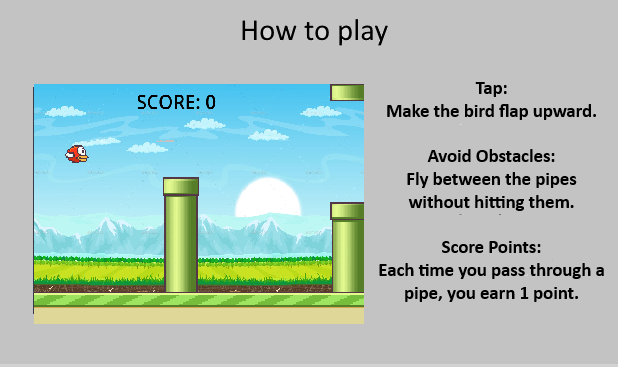 How to play
SCORE: 0
Tap:
Make the bird flap upward.
Avoid Obstacles:
Fly between the pipes
without hitting them.
Score Points:
Each time you pass through a
pipe, you earn 1 point.